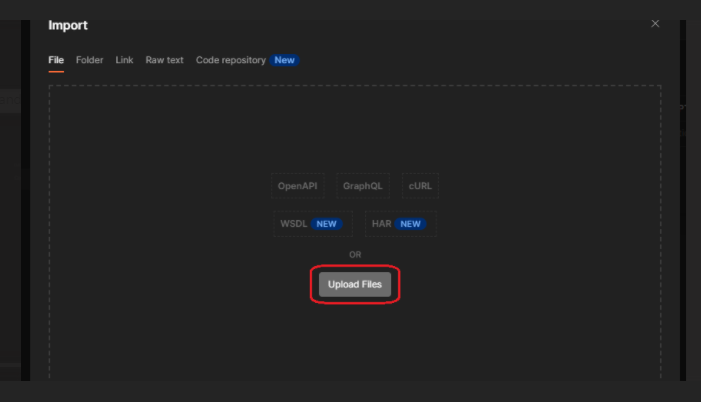 Import
File Folder Link Raw text Code repository New
OpenAPI GraphQL cURL
WSDL NEW HAR NEW
OR
Upload Files